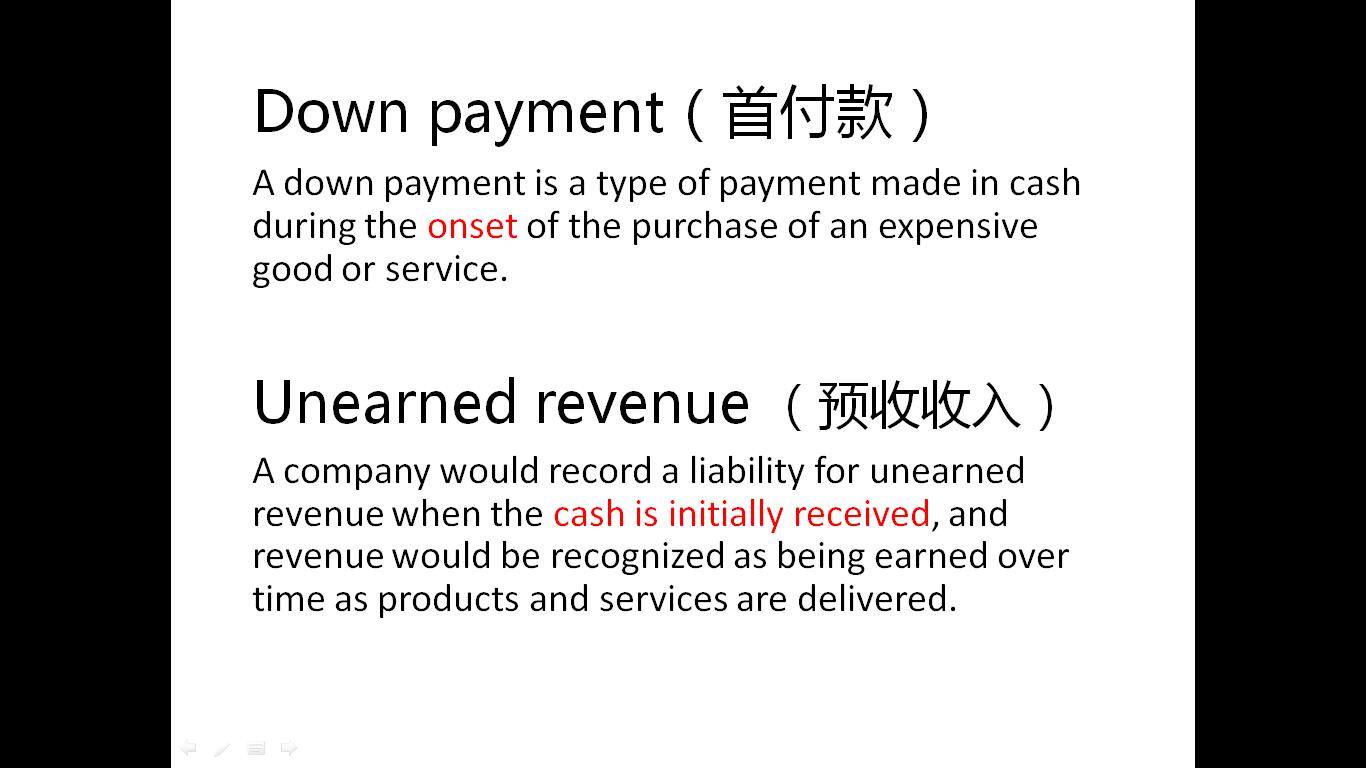 Down payment（首付款）
A down payment is a type of payment made in cash
during the onset of the purchase of an expensive
good or service.
Unearned revenue （预收收入）
A company would record a liability for unearned
revenue when the cash is initially received, and
revenue would be recognized as being earned over
time as products and services are delivered.